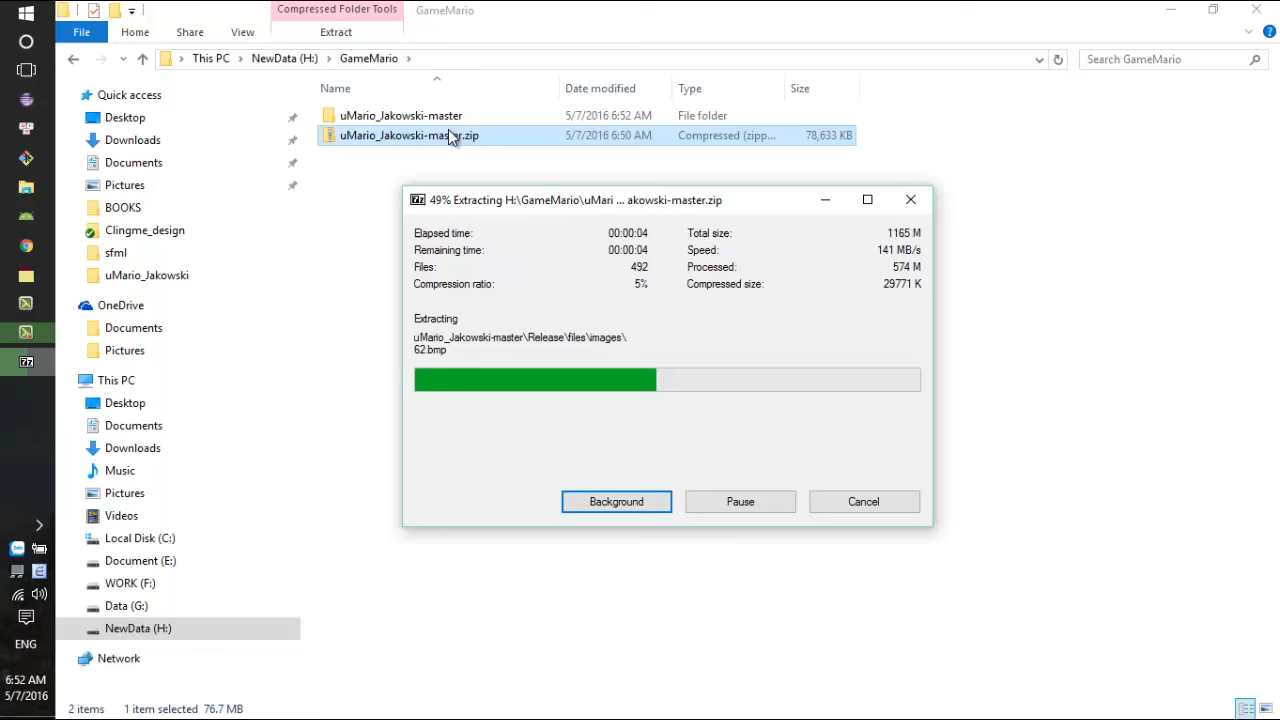 Compressed Folder Tools
GameMario
File
Home
Share
View
Extract
This PC
NewData (H:)
GameMario
Search GameMario
Name
Date modified
Type
Size
uMario_Jakowski-master
5/7/2016 6:52 AM
File folder
uMario_Jakowski-master.zip
5/7/2016 6:50 AM
Compressed (zipp...
78,633 KB
Quick access
Desktop
Downloads
Documents
Pictures
BOOKS
Clingme_design
sfml
uMario_Jakowski
OneDrive
Documents
Pictures
This PC
Desktop
Documents
Downloads
Music
Pictures
Videos
Local Disk (C:)
Document (E:)
WORK (F:)
Data (G:)
NewData (H:)
Network
7z 49% Extracting H:\GameMario\uMari ... akowski-master.zip
Elapsed time: 00:00:04
Total size: 1165 M
Remaining time: 00:00:04
Speed: 141 MB/s
Files: 492
Processed: 574 M
Compression ratio: 5%
Compressed size: 29771 K
Extracting
uMario_Jakowski-master\Release\files\images\
62.bmp
Background
Pause
Cancel
7z
Zalo
ENG
6:52 AM
5/7/2016
2 items
1 item selected 76.7 MB